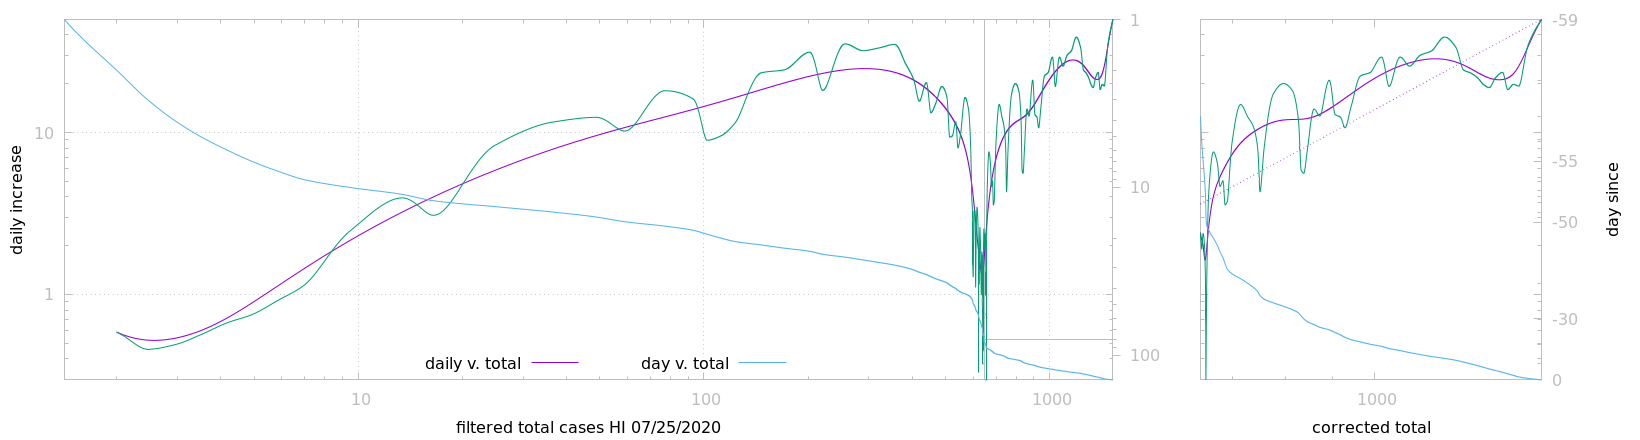 1
-59
10
daily increase
-55
10
day since
-50
1
-30
daily v. total
day v. total
100
0
10
100
1000
1000
filtered total cases HI 07/25/2020
corrected total